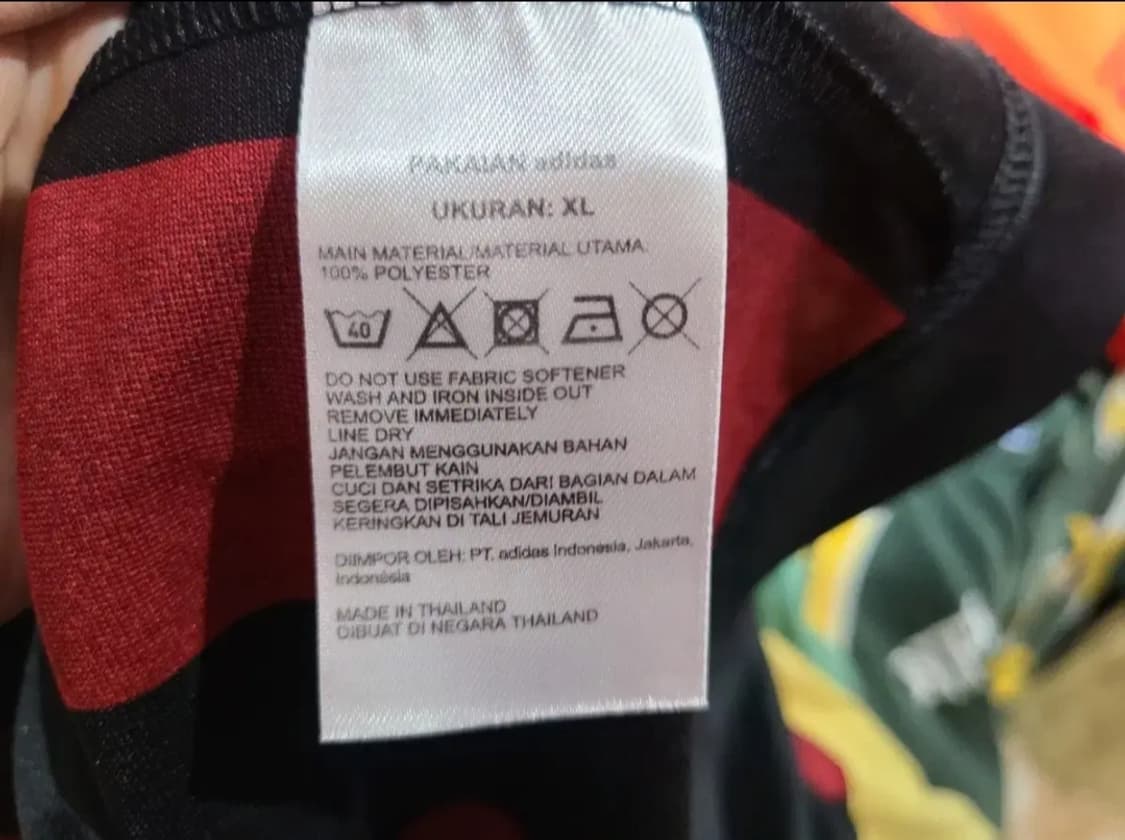 PAKAIAN adidas
UKURAN: XL
MAIN MATERIAL/MATERIAL UTAMA:
100% POLYESTER
40
DO NOT USE FABRIC SOFTENER
WASH AND IRON INSIDE OUT
REMOVE IMMEDIATELY
LINE DRY
JANGAN MENGGUNAKAN BAHAN
PELEMBUT KAIN
CUCI DAN SETRIKA DARI BAGIAN DALAM
SEGERA DIPISAHKAN/DIAMBIL
KERINGKAN DI TALI JEMURAN
DIIMPOR OLEH: PT. adidas Indonesia, Jakarta,
Indonesia
MADE IN THAILAND
DIBUAT DI NEGARA THAILAND